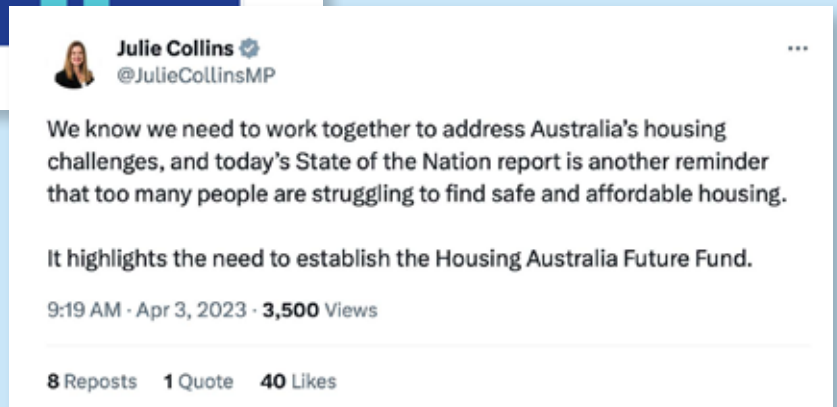 Julie Collins
@JulieCollinsMP
We know we need to work together to address Australia's housing
challenges, and today's State of the Nation report is another reminder
that too many people are struggling to find safe and affordable housing.
It highlights the need to establish the Housing Australia Future Fund.
9:19 AM · Apr 3, 2023 · 3,500 Views
8 Reposts 1 Quote 40 Likes